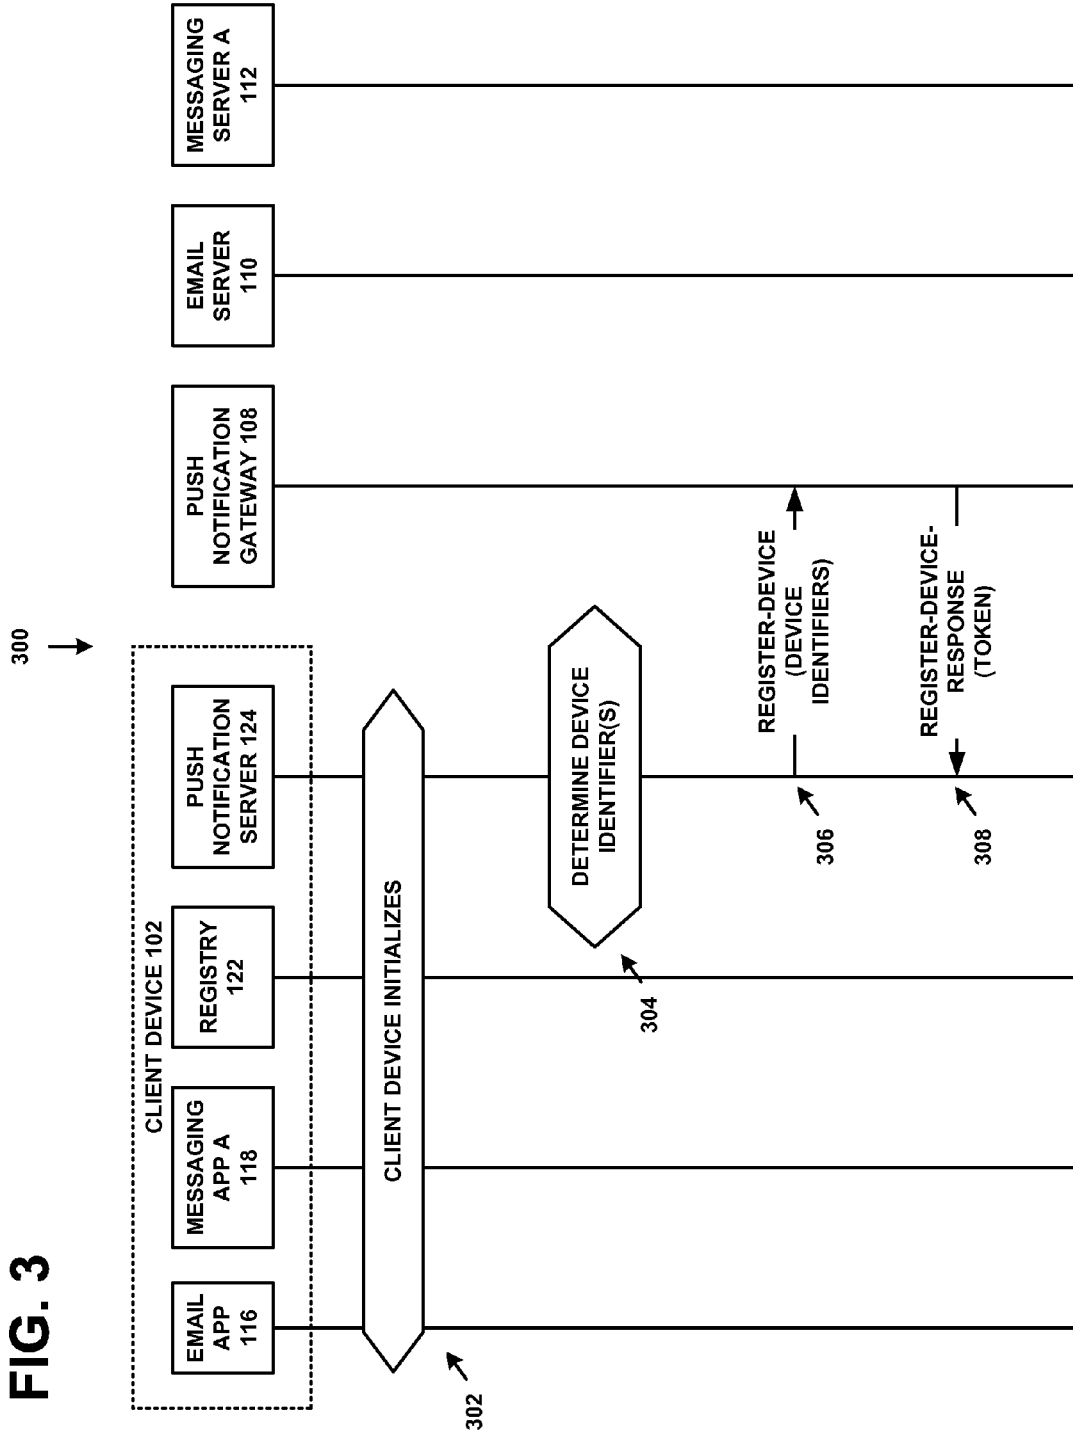 FIG. 3
300
CLIENT DEVICE 102
EMAIL
APP
116
MESSAGING
APP A
118
REGISTRY
122
PUSH
NOTIFICATION
SERVER 124
PUSH
NOTIFICATION
GATEWAY 108
EMAIL
SERVER
110
MESSAGING
SERVER A
112
CLIENT DEVICE INITIALIZES
302
DETERMINE DEVICE
IDENTIFIER(S)
304
REGISTER-DEVICE
(DEVICE
IDENTIFIERS)
306
REGISTER-DEVICE-
RESPONSE
(TOKEN)
308